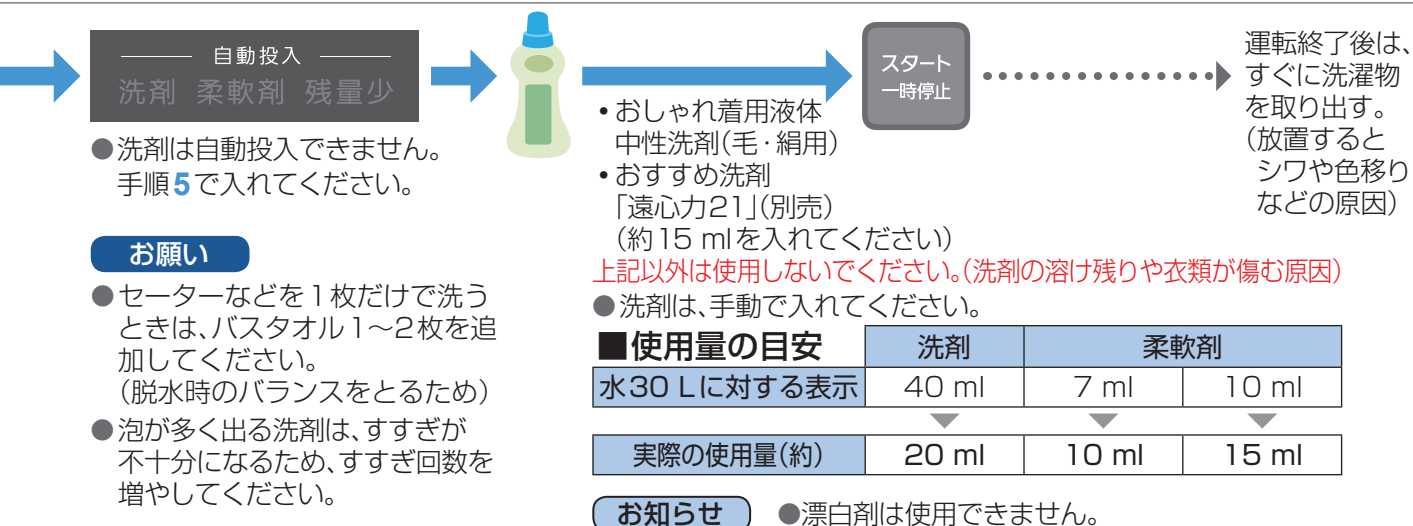 自動投入
洗剤 柔軟剤 残量少
●洗剤は自動投入できません。
手順5で入れてください。
お願い
●セーターなどを1枚だけで洗う
ときは、バスタオル1〜2枚を追
加してください。
(脱水時のバランスをとるため)
●泡が多く出る洗剤は、すすぎが
不十分になるため、すすぎ回数を
増やしてください。
・おしゃれ着用液体
中性洗剤(毛・絹用)
・おすすめ洗剤
「遠心力21」(別売)
(約15 mlを入れてください)
上記以外は使用しないでください。(洗剤の溶け残りや衣類が傷む原因)
●洗剤は、手動で入れてください。
■使用量の目安 洗剤 柔軟剤
水30 Lに対する表示 40 ml 7 ml 10 ml
実際の使用量(約) 20 ml 10 ml 15 ml
お知らせ ●漂白剤は使用できません。
スタート
一時停止
運転終了後は、
すぐに洗濯物
を取り出す。
(放置すると
シワや色移り
などの原因)